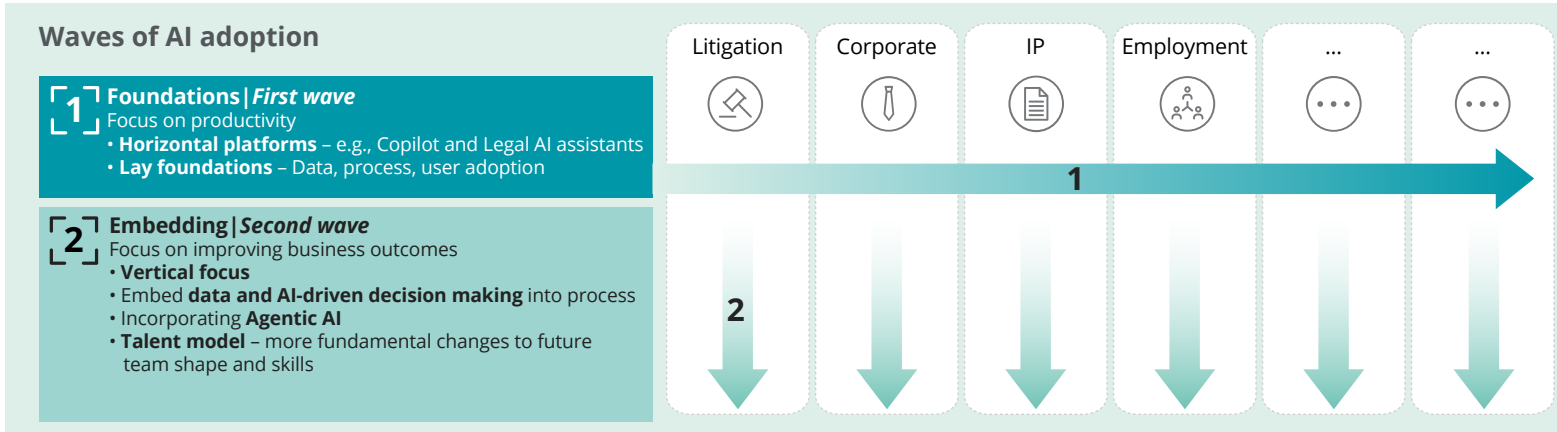 Waves of AI adoption
1
Foundations|First wave
Focus on productivity
• Horizontal platforms – e.g., Copilot and Legal AI assistants
• Lay foundations – Data, process, user adoption
2
Embedding|Second wave
Focus on improving business outcomes
• Vertical focus
• Embed data and AI-driven decision making into process
• Incorporating Agentic AI
• Talent model – more fundamental changes to future
team shape and skills
Litigation
Corporate
IP
Employment
...
...
1
2